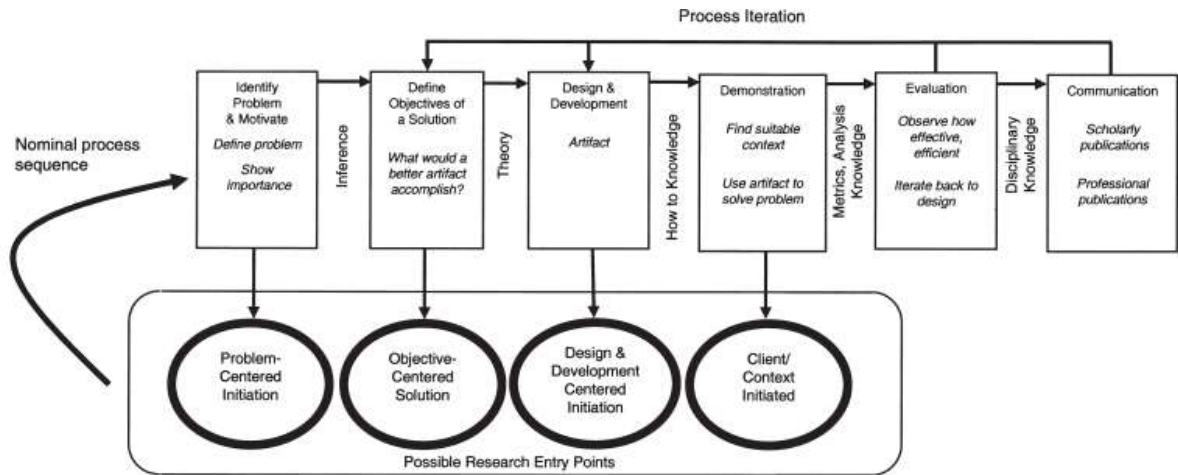 Process Iteration
Nominal process
sequence
Identify
Problem
& Motivate
Define problem
Show
importance
Inference
Define
Objectives of
a Solution
What would a
better artifact
accomplish?
Theory
Design &
Development
Artifact
How to Knowledge
Demonstration
Find suitable
context
Use artifact to
solve problem
Metrics, Analysis
Knowledge
Evaluation
Observe how
effective,
efficient
Iterate back to
design
Disciplinary
Knowledge
Communication
Scholarly
publications
Professional
publications
Problem-
Centered
Initiation
Objective-
Centered
Solution
Design &
Development
Centered
Initiation
Client/
Context
Initiated
Possible Research Entry Points